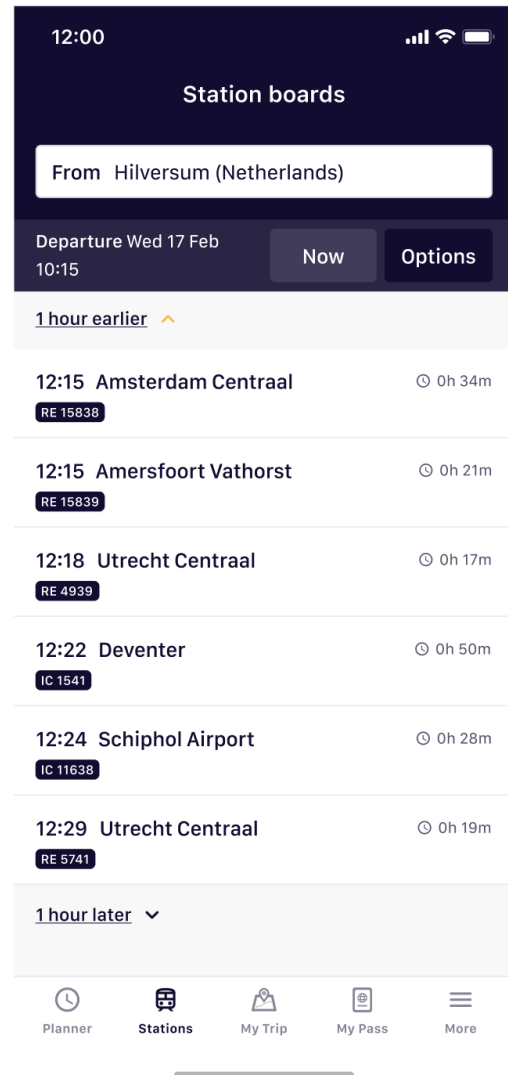 12:00
Station boards
From Hilversum (Netherlands)
Departure Wed 17 Feb
10:15
Now
Options
1 hour earlier
12:15 Amsterdam Centraal 0h 34m
RE 15838
12:15 Amersfoort Vathorst 0h 21m
RE 15839
12:18 Utrecht Centraal 0h 17m
RE 4939
12:22 Deventer 0h 50m
IC 1541
12:24 Schiphol Airport 0h 28m
IC 11638
12:29 Utrecht Centraal 0h 19m
RE 5741
1 hour later
Planner Stations My Trip My Pass More